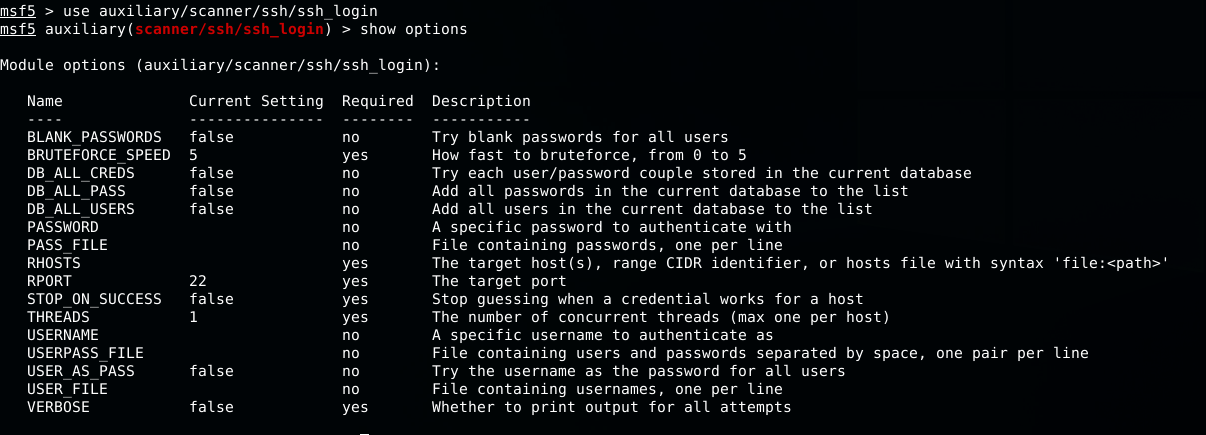 msf5 > use auxiliary/scanner/ssh/ssh_login
msf5 auxiliary(scanner/ssh/ssh_login) > show options
Module options (auxiliary/scanner/ssh/ssh_login):
Name Current Setting Required Description
---- --------------- -------- -----------
BLANK_PASSWORDS false no Try blank passwords for all users
BRUTEFORCE_SPEED 5 yes How fast to bruteforce, from 0 to 5
DB_ALL_CREDS false no Try each user/password couple stored in the current database
DB_ALL_PASS false no Add all passwords in the current database to the list
DB_ALL_USERS false no Add all users in the current database to the list
PASSWORD no A specific password to authenticate with
PASS_FILE no File containing passwords, one per line
RHOSTS yes The target host(s), range CIDR identifier, or hosts file with syntax 'file:<path>'
RPORT 22 yes The target port
STOP_ON_SUCCESS false yes Stop guessing when a credential works for a host
THREADS 1 yes The number of concurrent threads (max one per host)
USERNAME no A specific username to authenticate as
USERPASS_FILE no File containing users and passwords separated by space, one pair per line
USER_AS_PASS false no Try the username as the password for all users
USER_FILE no File containing usernames, one per line
VERBOSE false yes Whether to print output for all attempts